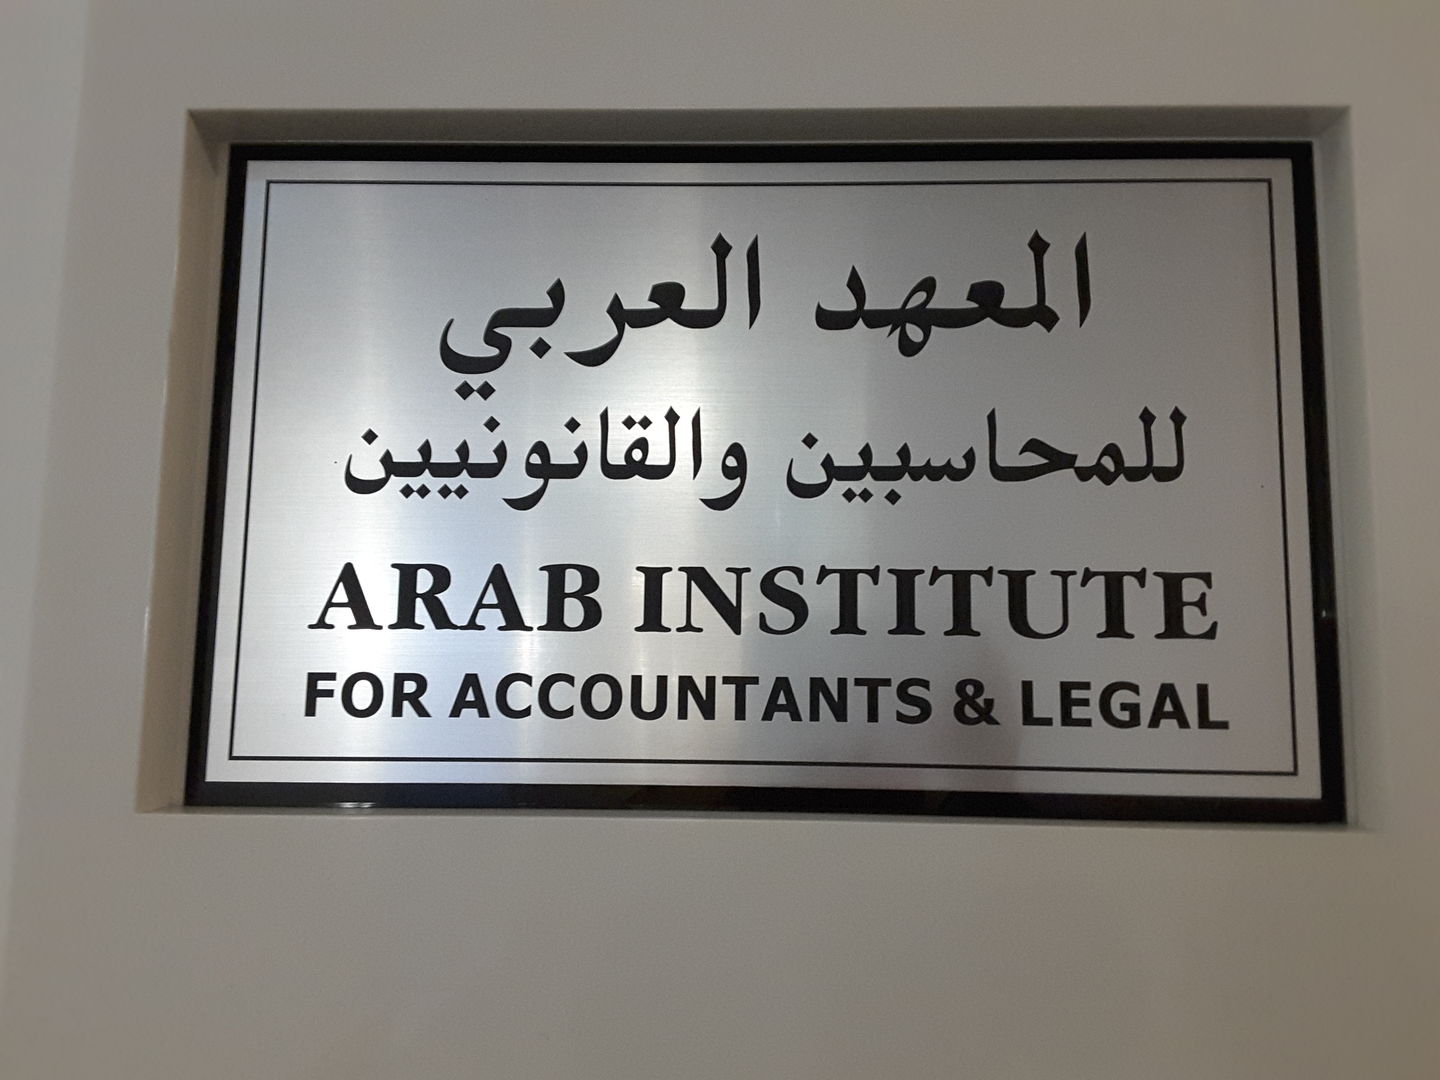 المعهد العربي
للمحاسبين والقانونيين
ARAB INSTITUTE
FOR ACCOUNTANTS & LEGAL